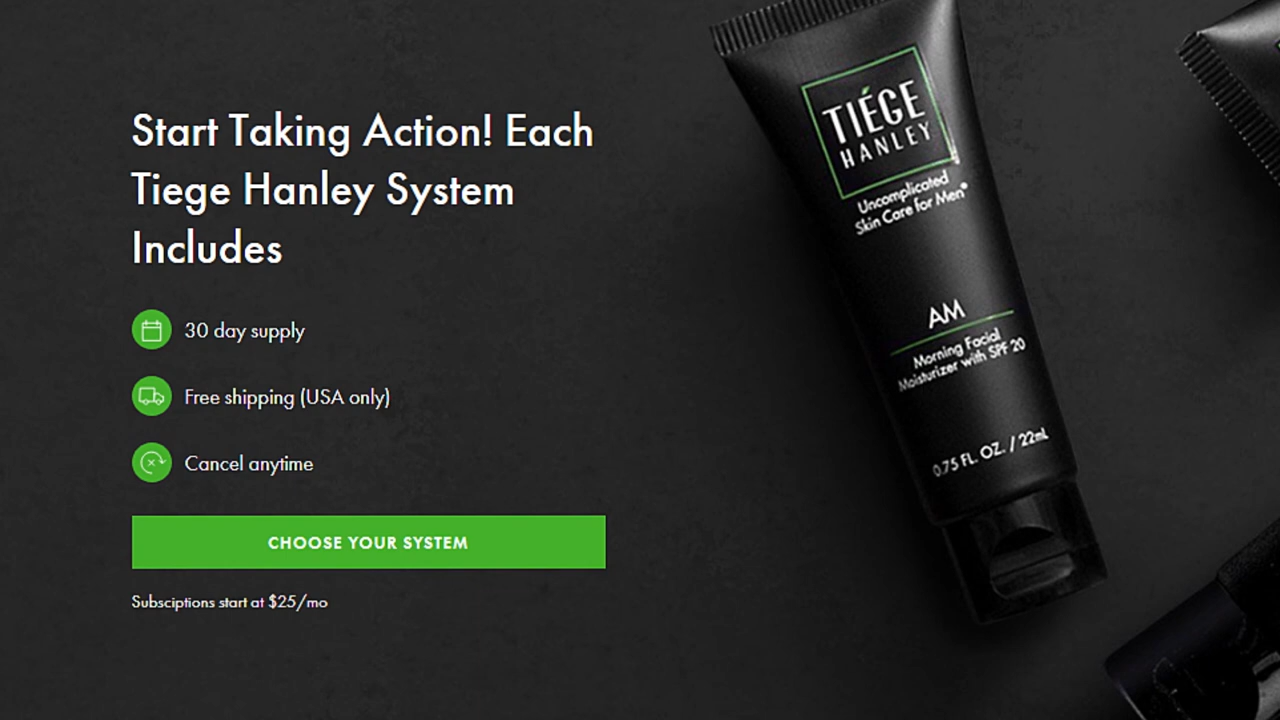 Start Taking Action! Each
Tiege Hanley System
Includes
30 day supply
Free shipping (USA only)
Cancel anytime
CHOOSE YOUR SYSTEM
Subsciptions start at $25/mo
TIÉGE
HANLEY
Uncomplicated
Skin Care for Men®
AM
Morning Facial
Moisturizer with SPF 20
0.75 FL. OZ. / 22mL